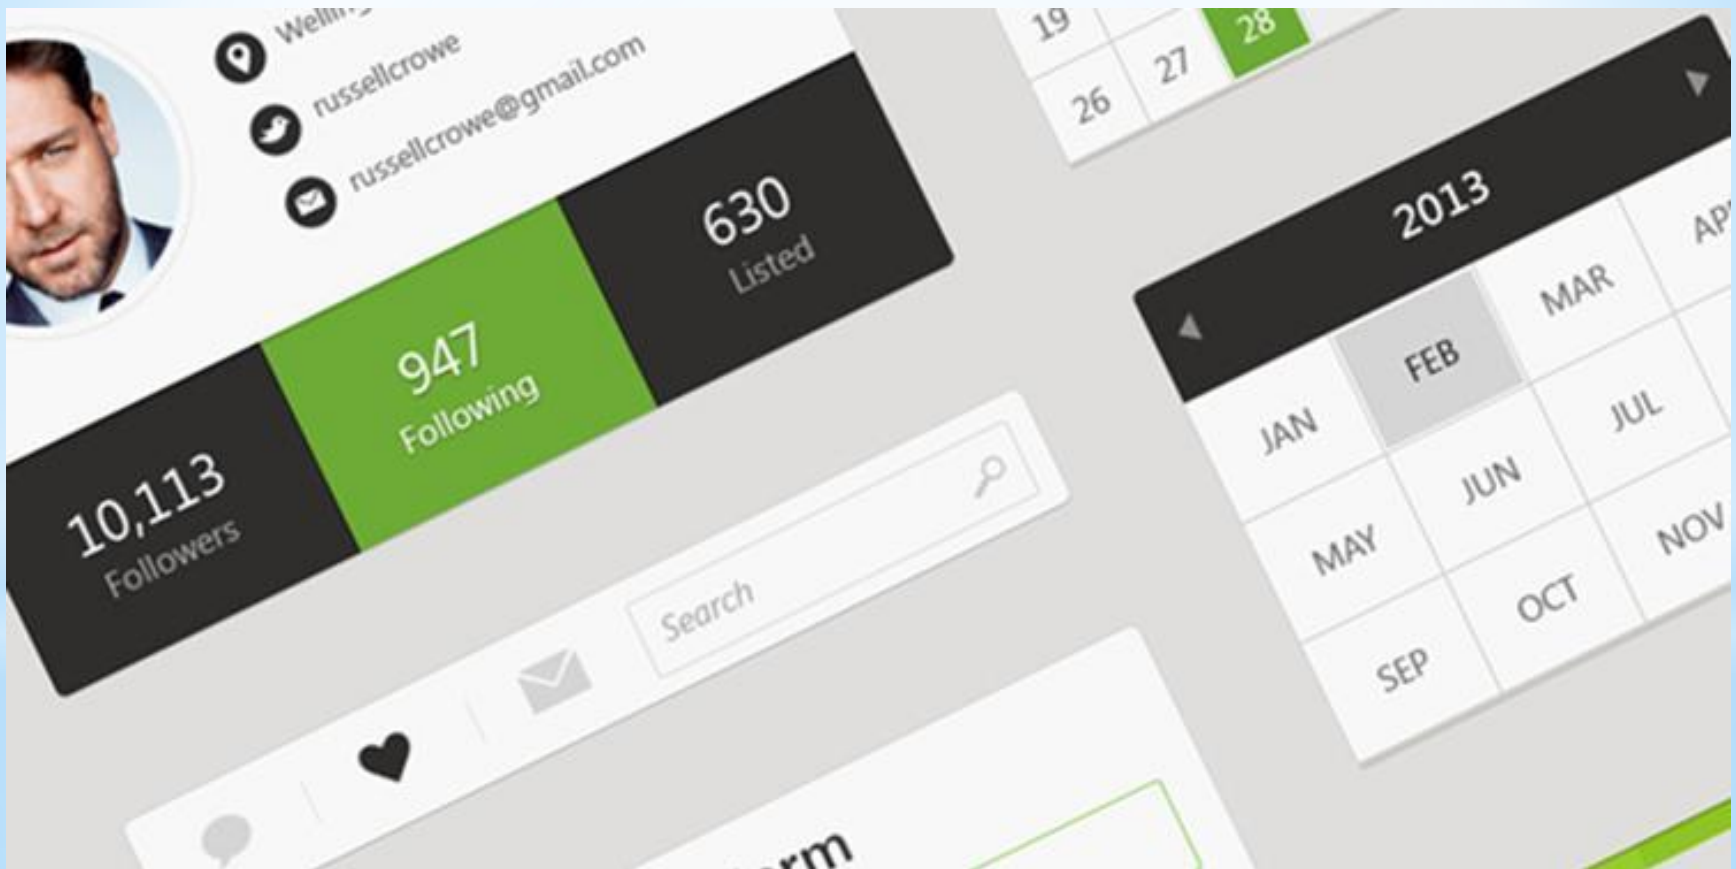 russellcrowe
russellcrowe@gmail.com
10,113
Followers
947
Following
630
Listed
Search
19
26 27 28
2013
JAN FEB MAR
MAY JUN JUL
SEP OCT NOV